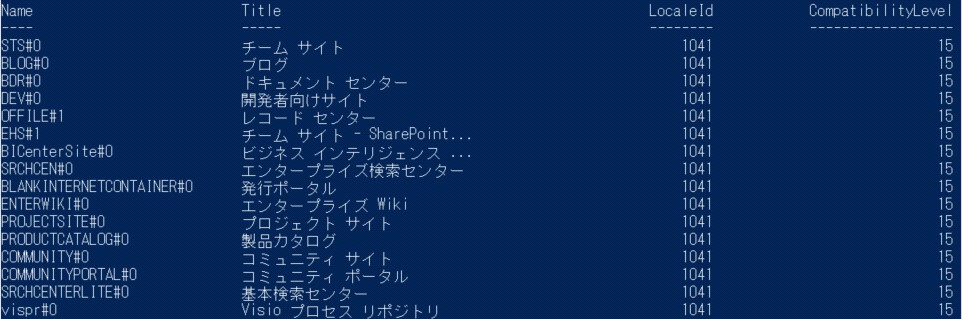 Name Title LocaleId CompatibilityLevel
---- ----- -------- ------------------
STS#0 チーム サイト 1041 15
BLOG#0 ブログ 1041 15
BDR#0 ドキュメント センター 1041 15
DEV#0 開発者向けサイト 1041 15
OFFILE#1 レコード センター 1041 15
EHS#1 チーム サイト - SharePoint... 1041 15
BICenterSite#0 ビジネス インテリジェンス ... 1041 15
SRCHCEN#0 エンタープライズ検索センター 1041 15
BLANKINTERNETCONTAINER#0 発行ポータル 1041 15
ENTERWIKI#0 エンタープライズ Wiki 1041 15
PROJECTSITE#0 プロジェクト サイト 1041 15
PRODUCTCATALOG#0 製品カタログ 1041 15
COMMUNITY#0 コミュニティ サイト 1041 15
COMMUNITYPORTAL#0 コミュニティ ポータル 1041 15
SRCHCENTERLITE#0 基本検索センター 1041 15
vispr#0 Visio プロセス リポジトリ 1041 15